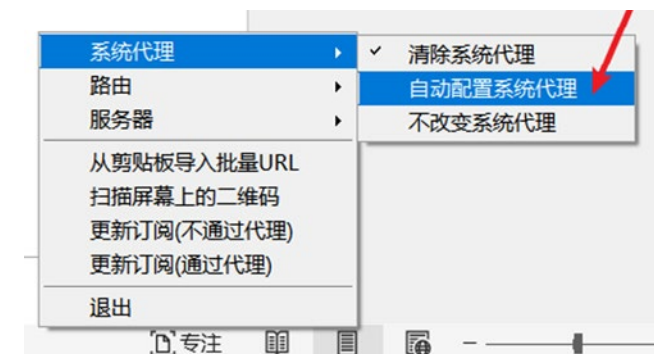 系统代理
清除系统代理
路由
自动配置系统代理
服务器
不改变系统代理
从剪贴板导入批量URL
扫描屏幕上的二维码
更新订阅(不通过代理)
更新订阅(通过代理)
退出
专注